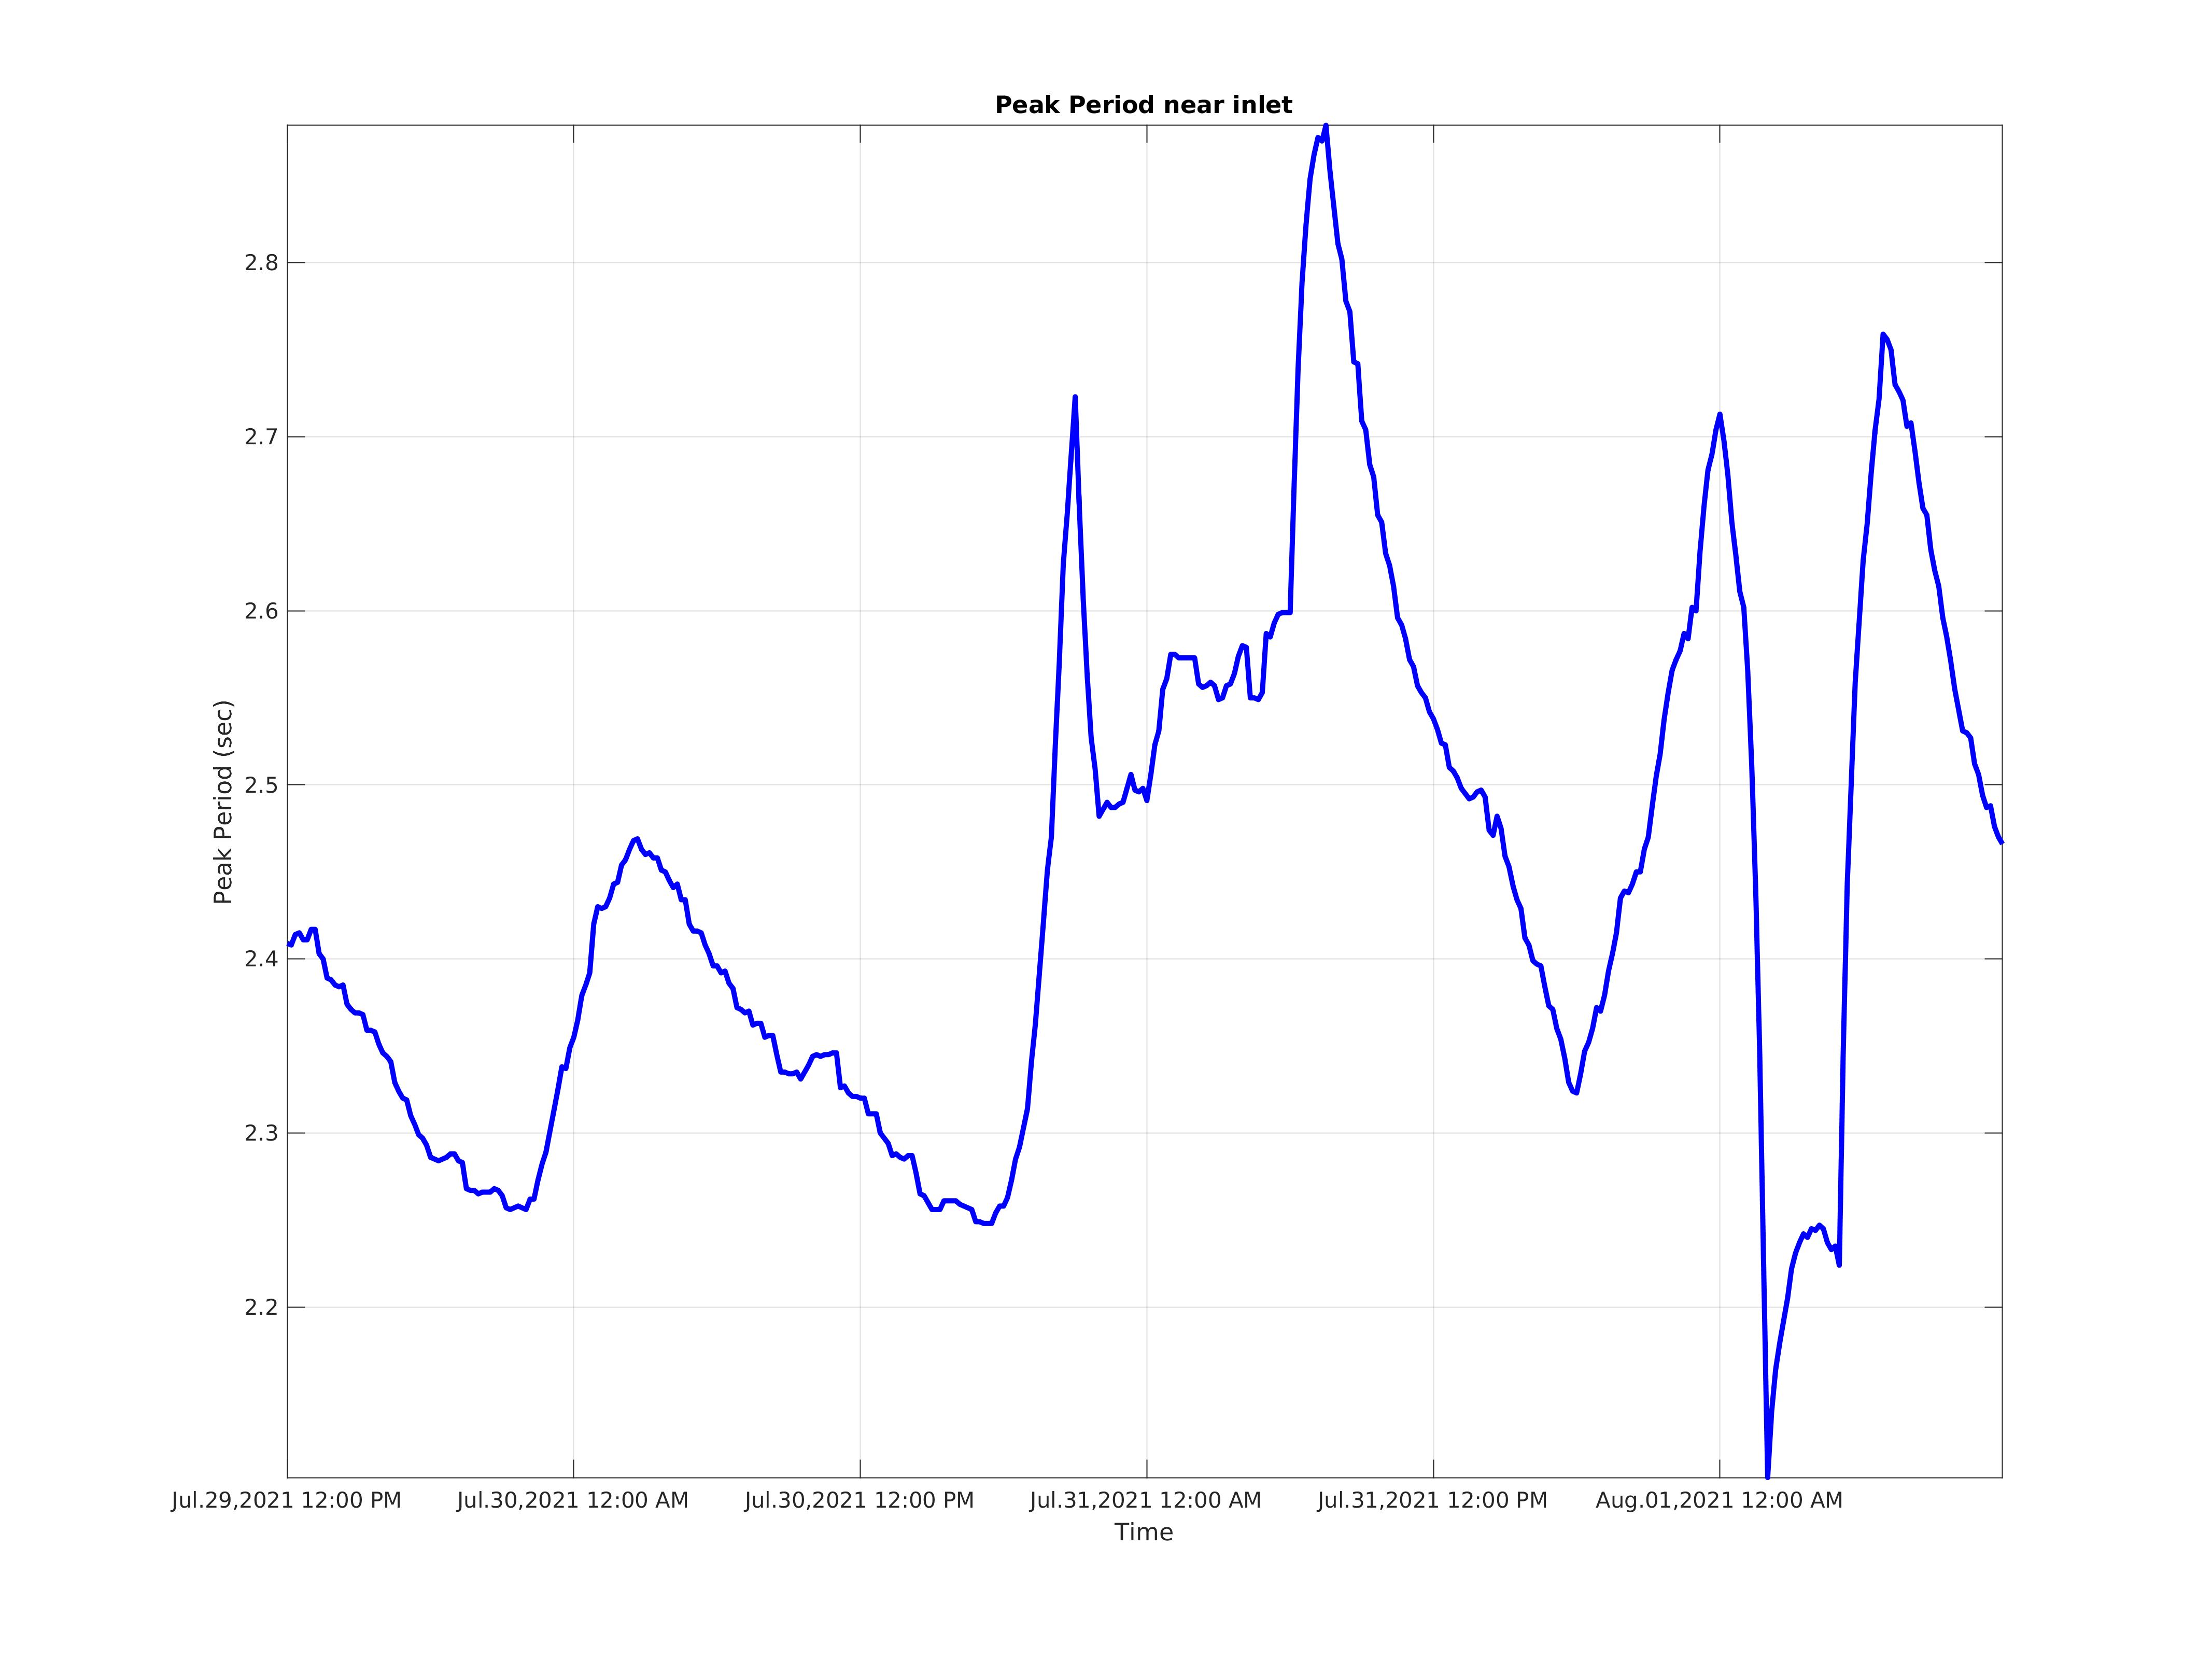 Peak Period near inlet
Peak Period (sec)
2.8
2.7
2.6
2.5
2.4
2.3
2.2
Jul.29,2021 12:00 PM
Jul.30,2021 12:00 AM
Jul.30,2021 12:00 PM
Jul.31,2021 12:00 AM
Jul.31,2021 12:00 PM
Aug.01,2021 12:00 AM
Time